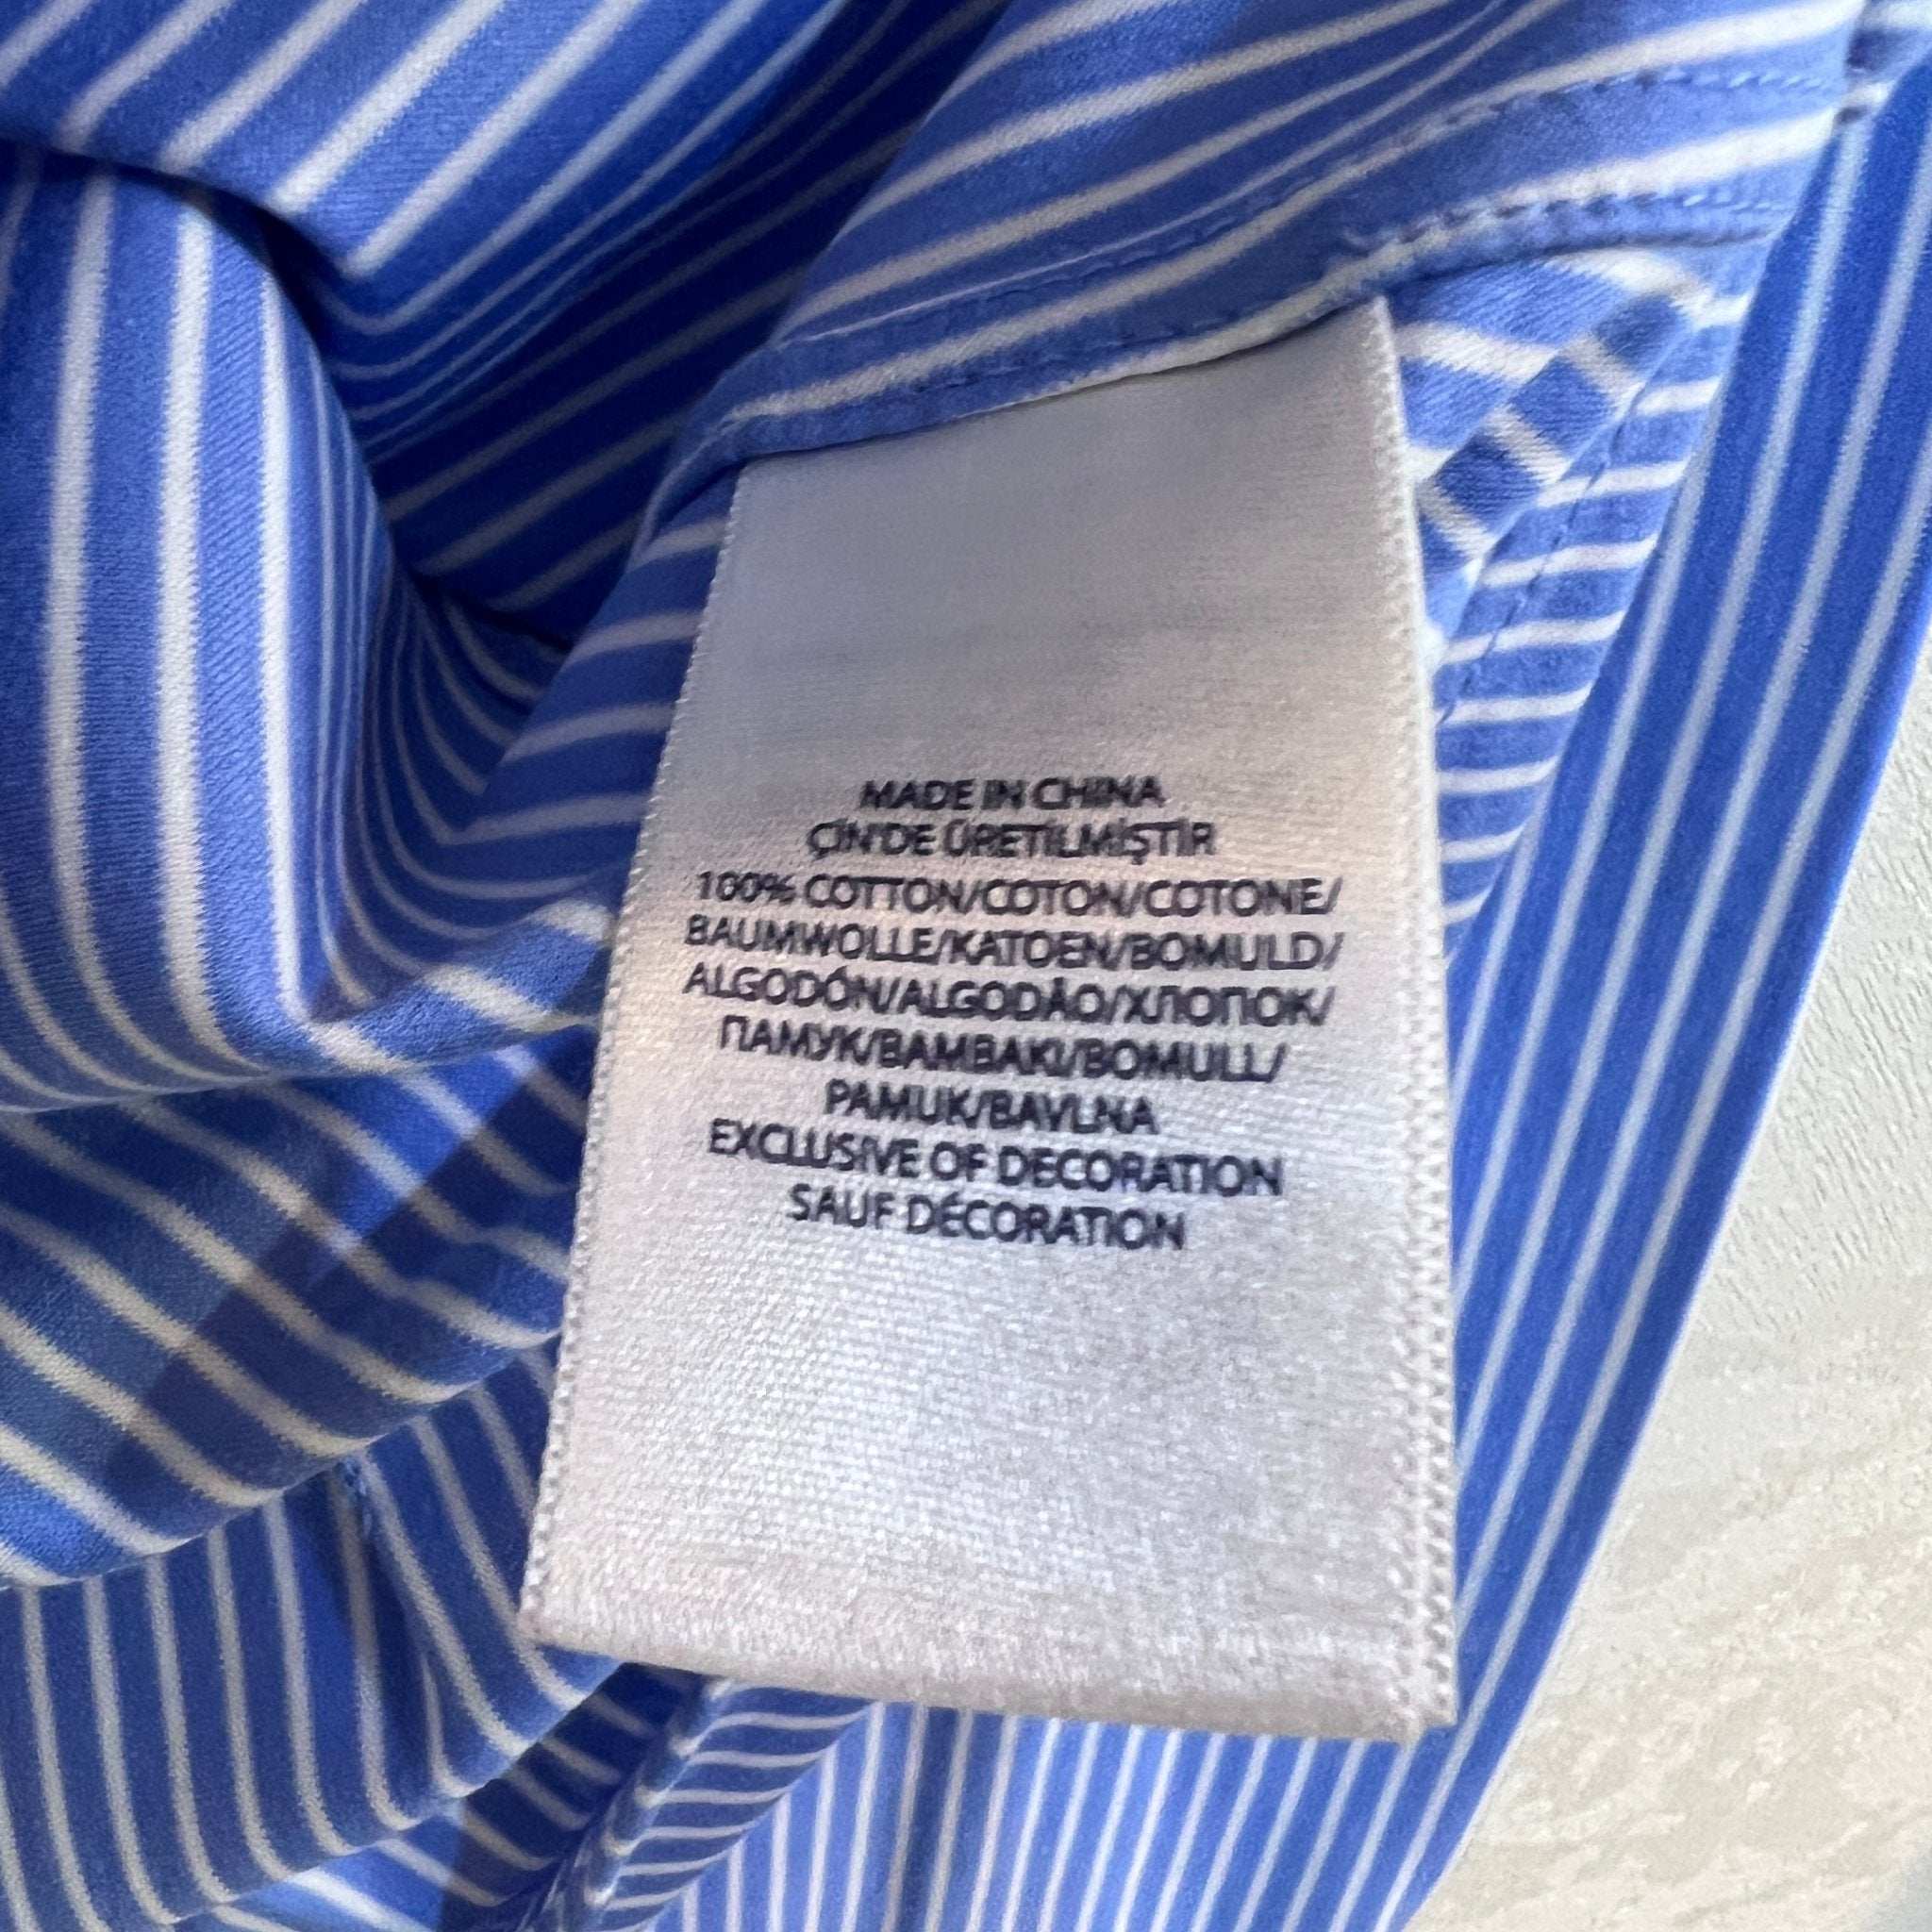 MADE IN CHINA
ÇİN'DE ÜRETİLMİŞTİR
100% COTTON/COTON/COTONE/
BAUMWOLLE/KATOEN/BOMULD/
ALGODÓN/ALGODÃO/ХЛОПОК/
ПАМУК/BAMBAKI/BOMULL/
PAMUK/BAVLNA
EXCLUSIVE OF DECORATION
SAUF DÉCORATION